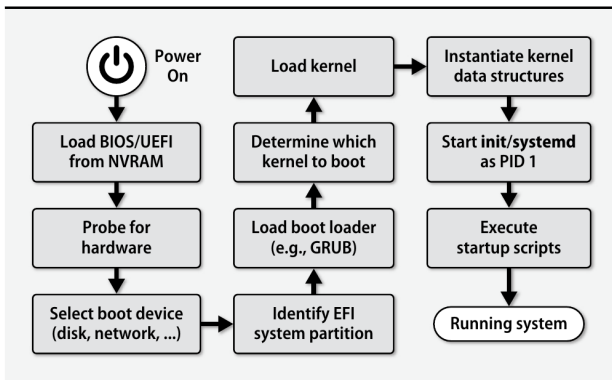 Power
On
Load BIOS/UEFI
from NVRAM
Probe for
hardware
Select boot device
(disk, network, ...)
Identify EFI
system partition
Load boot loader
(e.g., GRUB)
Determine which
kernel to boot
Load kernel
Instantiate kernel
data structures
Start init/systemd
as PID 1
Execute
startup scripts
Running system